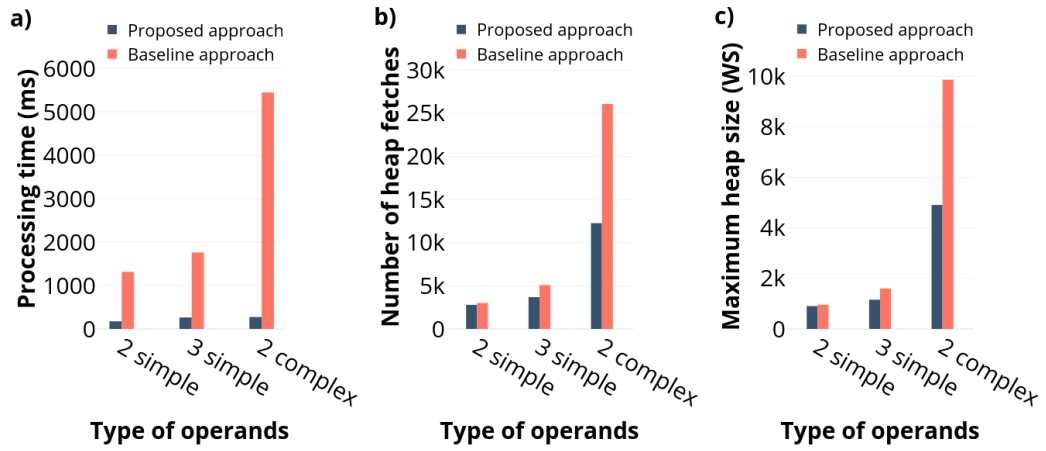 a)
Proposed approach
Baseline approach
Processing time (ms)
6000
5000
4000
3000
2000
1000
0
2 simple
3 simple
2 complex
Type of operands
b)
Proposed approach
Baseline approach
Number of heap fetches
30k
25k
20k
15k
10k
5k
0
2 simple
3 simple
2 complex
Type of operands
c)
Proposed approach
Baseline approach
Maximum heap size (WS)
10k
8k
6k
4k
2k
0
2 simple
3 simple
2 complex
Type of operands